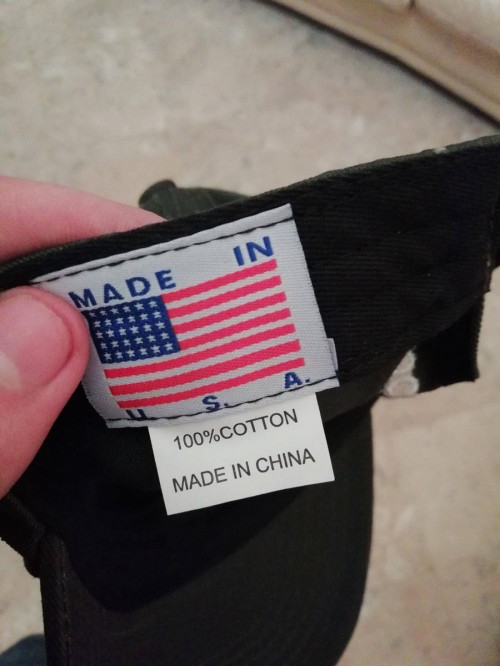 MADE IN
U. S. A.
100%COTTON
MADE IN CHINA